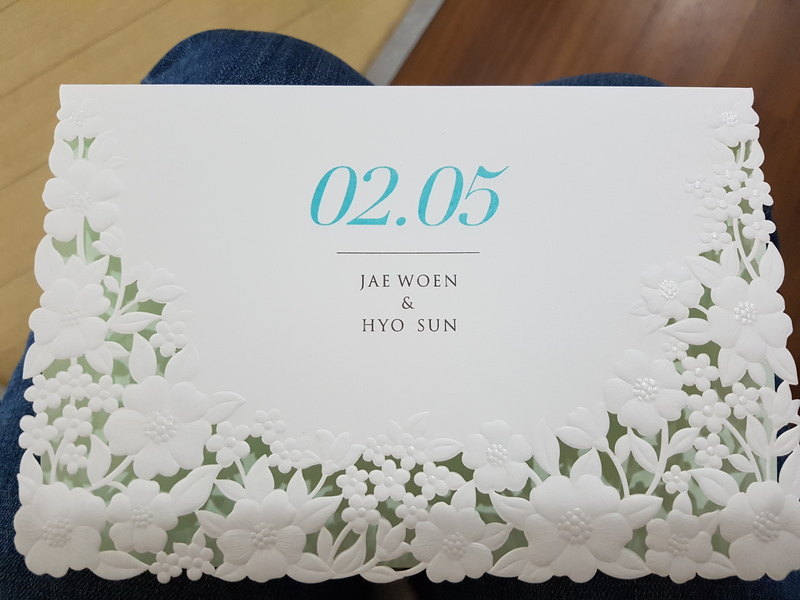 02.05
JAE WOEN
&
HYO SUN